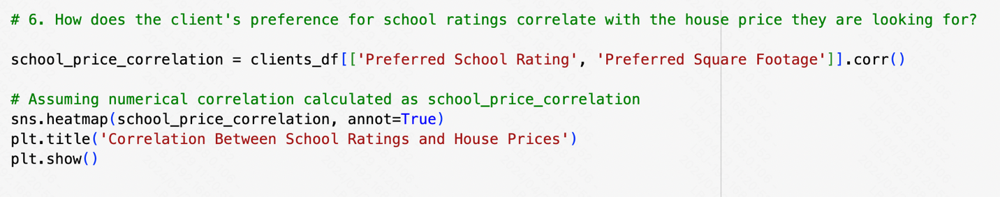 # 6. How does the client's preference for school ratings correlate with the house price they are looking for?
school_price_correlation = clients_df[['Preferred School Rating', 'Preferred Square Footage']].corr()
# Assuming numerical correlation calculated as school_price_correlation
sns.heatmap(school_price_correlation, annot=True)
plt.title('Correlation Between School Ratings and House Prices')
plt.show()